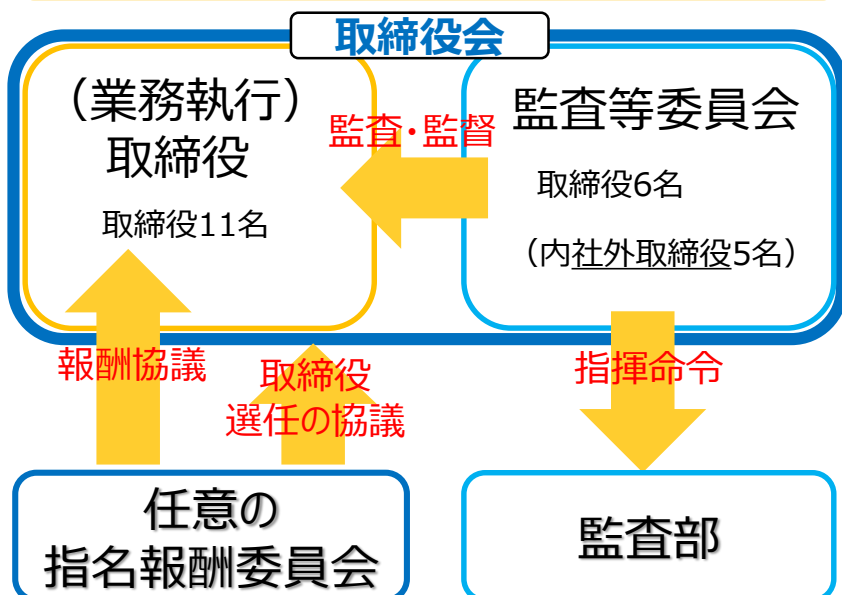 取締役会
（業務執行）
取締役
取締役11名
監査・監督
監査等委員会
取締役6名
（内社外取締役5名）
報酬協議
取締役
選任の協議
指揮命令
任意の
指名報酬委員会
監査部